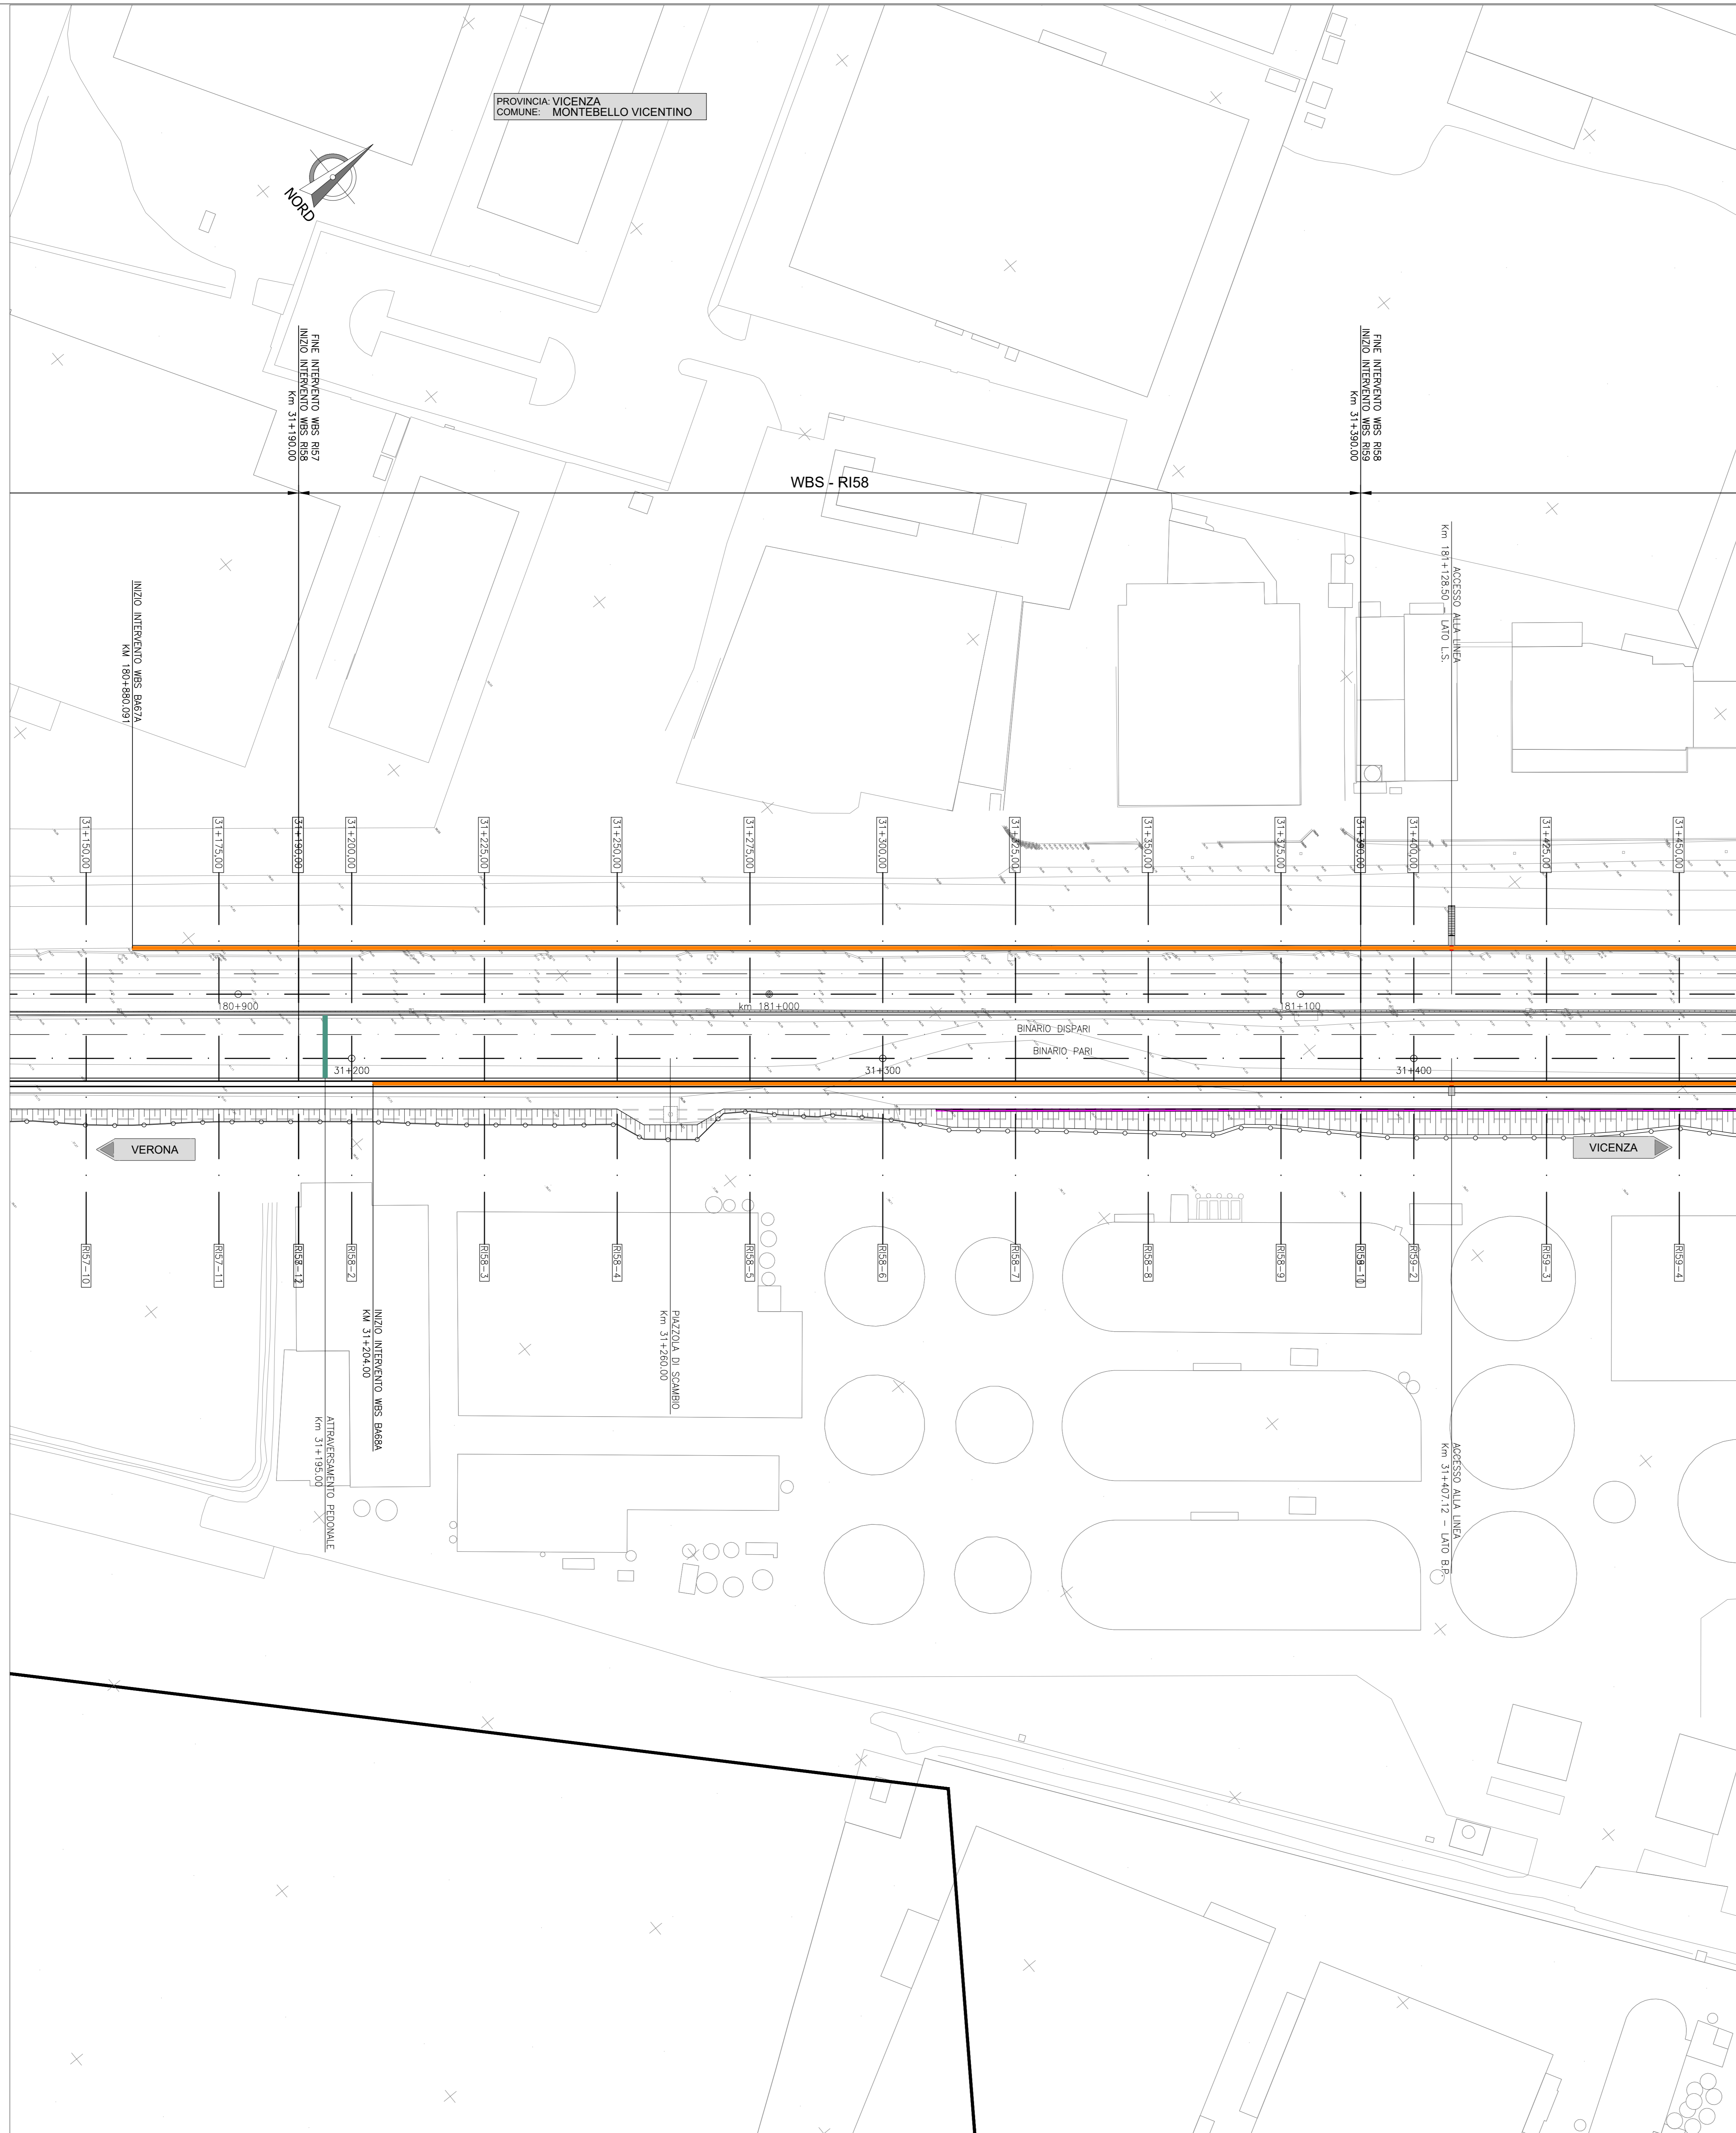 PROVINCIA: VICENZA
COMUNE: MONTEBELLO VICENTINO
NORD
FINE INTERVENTO WBS RI57
INIZIO INTERVENTO WBS RI58
Km 31+190.00
FINE INTERVENTO WBS RI58
INIZIO INTERVENTO WBS RI59
Km 31+390.00
WBS - RI58
ACCESSO ALLA LINEA
Km 181+128.50 - LATO L.S.
INIZIO INTERVENTO WBS BA67A
KM 180+880.091
31+150.00
31+175.00
31+190.00
31+200.00
31+225.00
31+250.00
31+275.00
31+300.00
31+325.00
31+350.00
31+375.00
31+390.00
31+400.00
31+425.00
31+450.00
180+900
km 181+000
181+100
BINARIO DISPARI
BINARIO PARI
31+200
31+300
31+400
VERONA
VICENZA
RI57-10
RI57-11
RI58-2
RI58-3
RI58-4
RI58-5
RI58-6
RI58-7
RI58-8
RI58-9
RI59-2
RI59-3
RI59-4
INIZIO INTERVENTO WBS BA68A
KM 31+204.00
PIAZZOLA DI SCAMBIO
Km 31+260.00
ATTRAVERSAMENTO PEDONALE
Km 31+195.00
ACCESSO ALLA LINEA
Km 31+407.12 - LATO B.P.